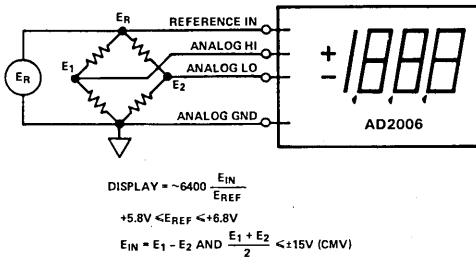 E_R
REFERENCE IN
ANALOG HI
E_1
ANALOG LO
E_R
E_2
+
−
1888
ANALOG GND
AD2006
DISPLAY = ~6400 E_IN/E_REF
+5.8V ≤ E_REF ≤ +6.8V
E_IN = E_1 − E_2 AND (E_1 + E_2)/2 ≤ ±15V (CMV)